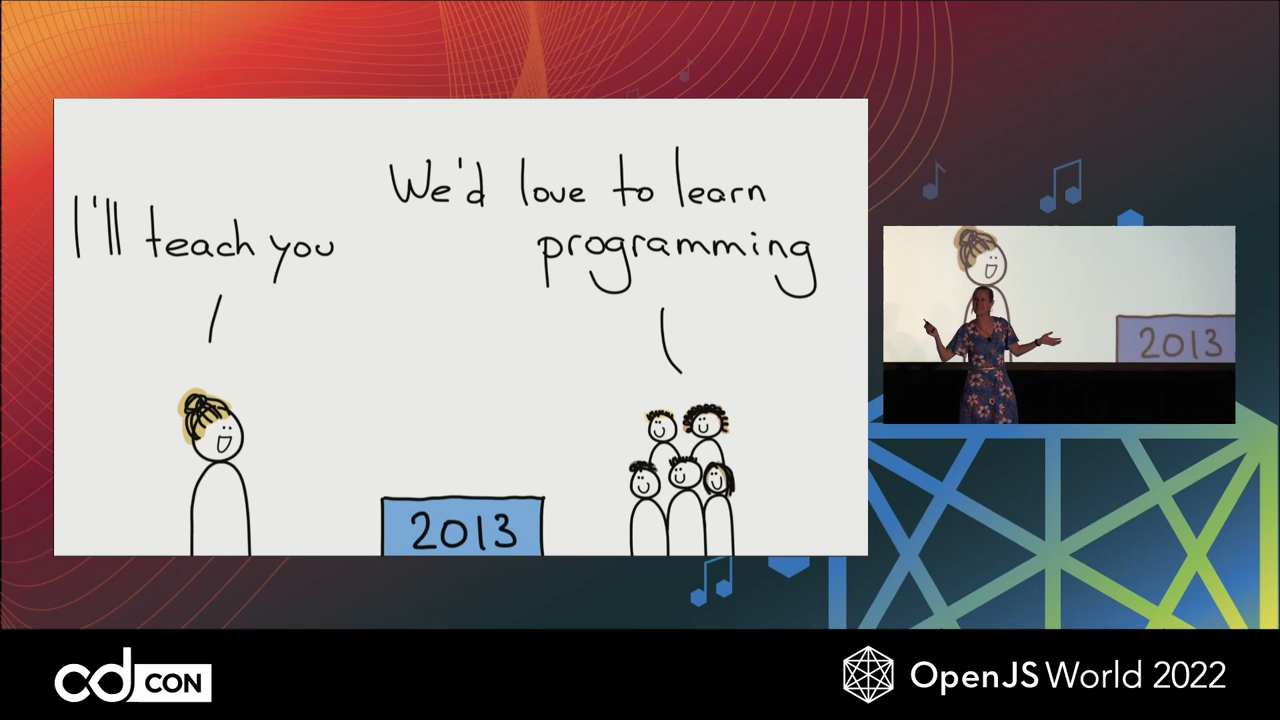 I'll teach you
We'd love to learn
programming
2013
2013
cd CON
OpenJS World 2022